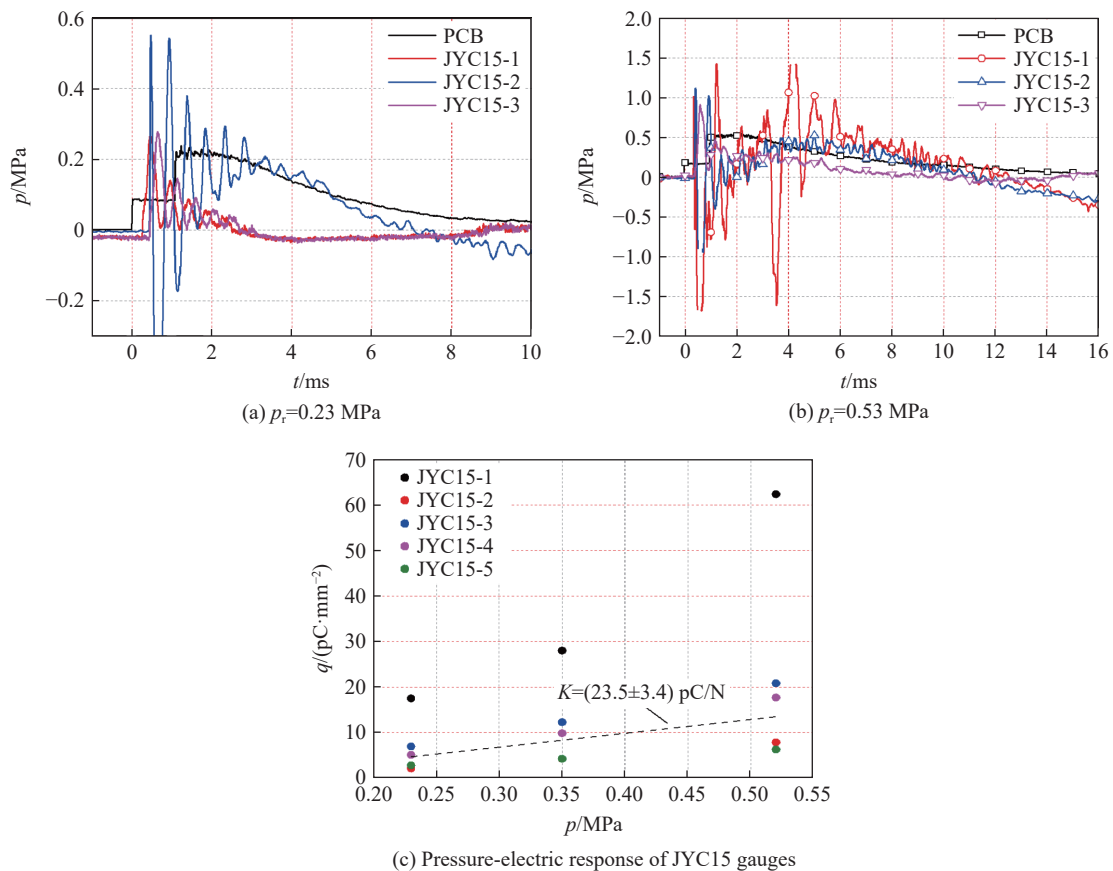 0.6
0.4
0.2
0
−0.2
p/MPa
PCB
JYC15-1
JYC15-2
JYC15-3
0 2 4 6 8 10
t/ms
(a) pr=0.23 MPa
2.0
1.5
1.0
0.5
0
−0.5
−1.0
−1.5
−2.0
p/MPa
PCB
JYC15-1
JYC15-2
JYC15-3
0 2 4 6 8 10 12 14 16
t/ms
(b) pr=0.53 MPa
70
60
50
40
30
20
10
0
q/(pC·mm−2)
JYC15-1
JYC15-2
JYC15-3
JYC15-4
JYC15-5
K=(23.5±3.4) pC/N
0.20 0.25 0.30 0.35 0.40 0.45 0.50 0.55
p/MPa
(c) Pressure-electric response of JYC15 gauges